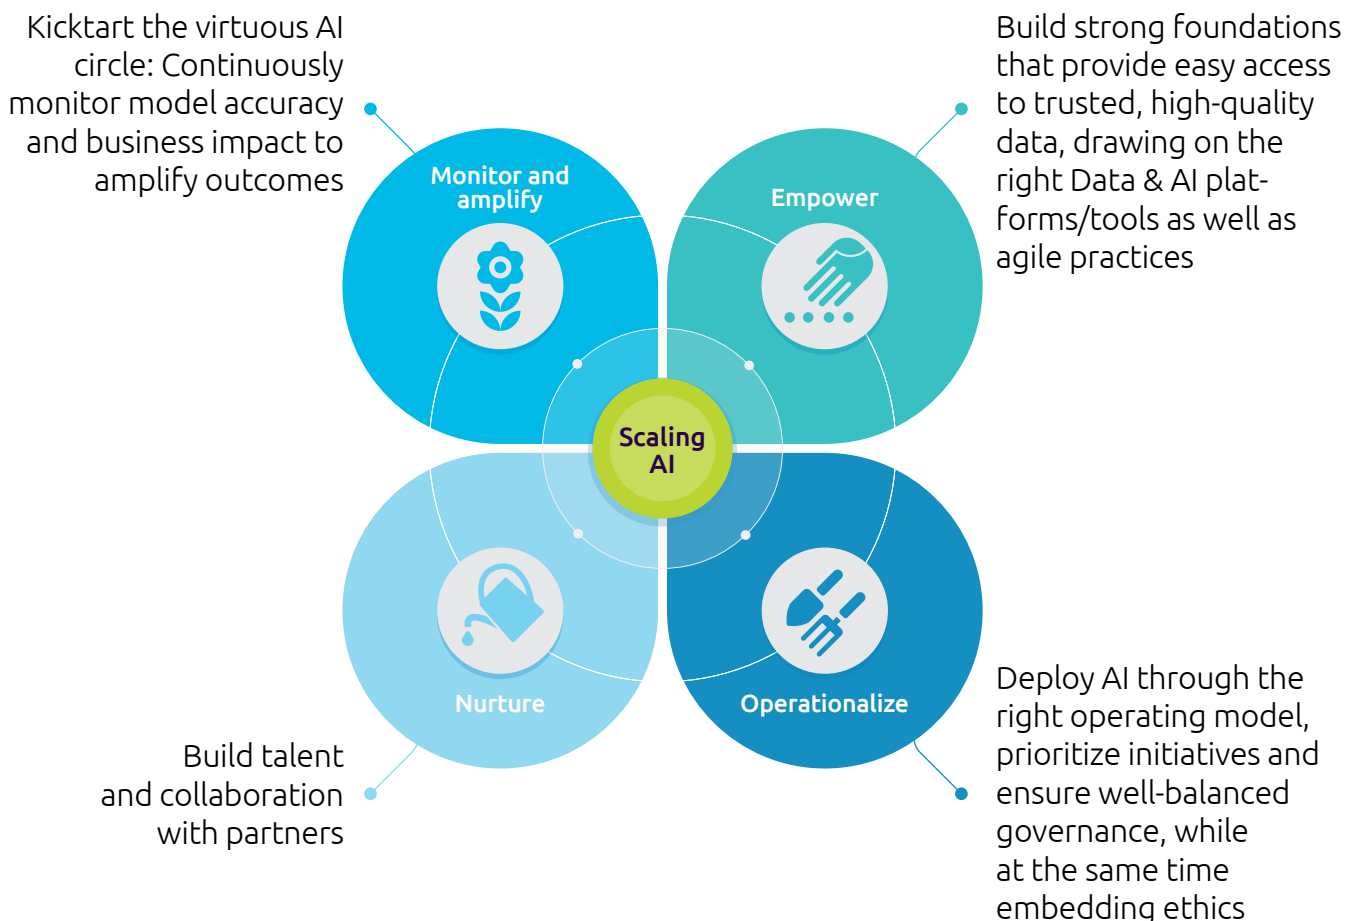 Kicktart the virtuous AI
circle: Continuously
monitor model accuracy
and business impact to
amplify outcomes
Build strong foundations
that provide easy access
to trusted, high-quality
data, drawing on the
right Data & AI plat-
forms/tools as well as
agile practices
Monitor and
amplify
Empower
Scaling
AI
Nurture
Operationalize
Build talent
and collaboration
with partners
Deploy AI through the
right operating model,
prioritize initiatives and
ensure well-balanced
governance, while
at the same time
embedding ethics